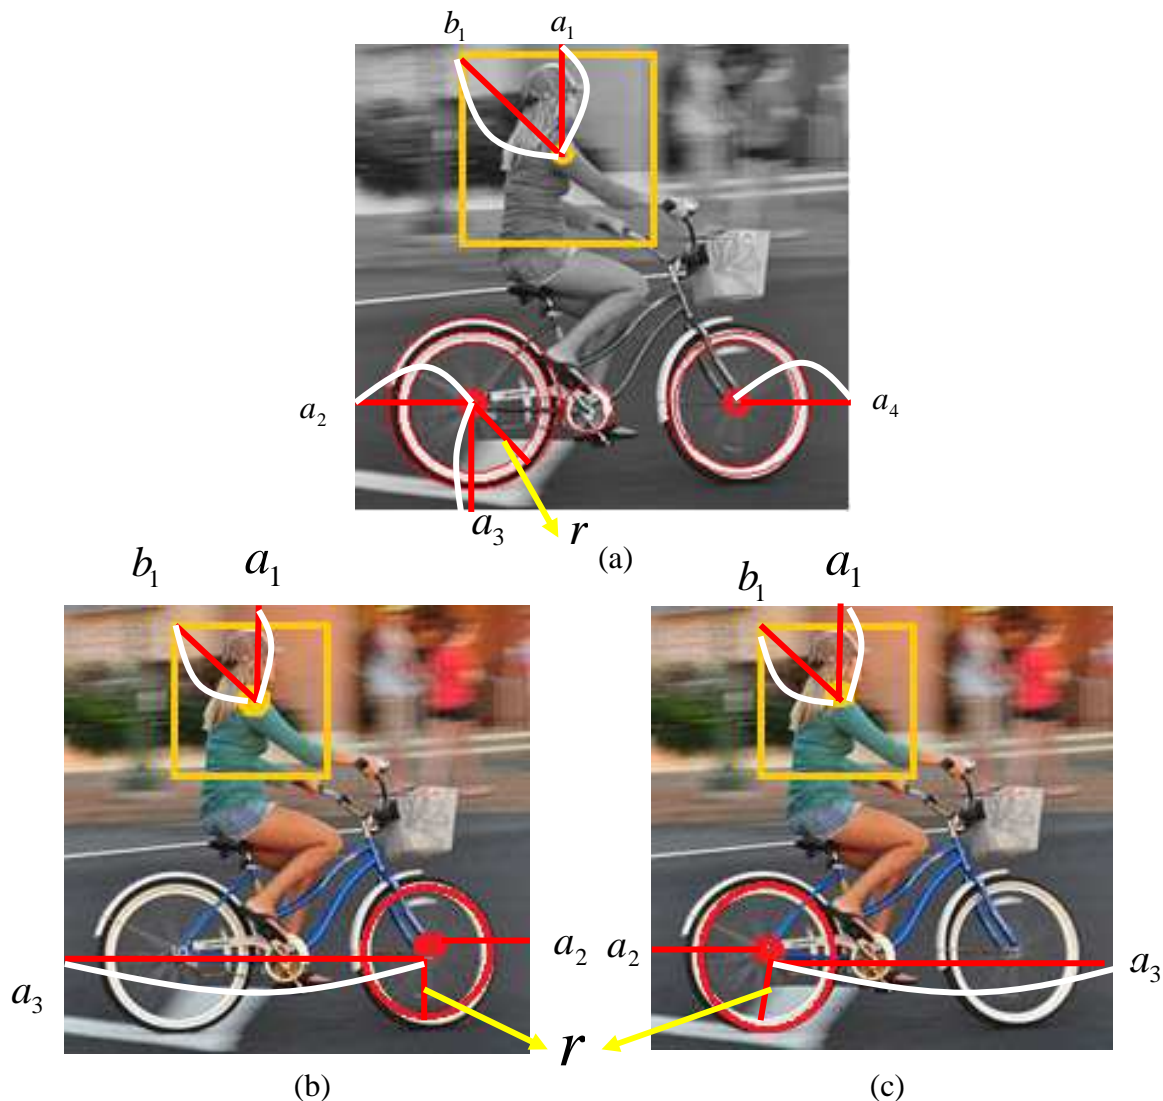 b₁ a₁
a₂ a₄
a₃ r
(a)
b₁ a₁ b₁ a₁
a₃ a₂ a₂ a₃
r
(b) (c)